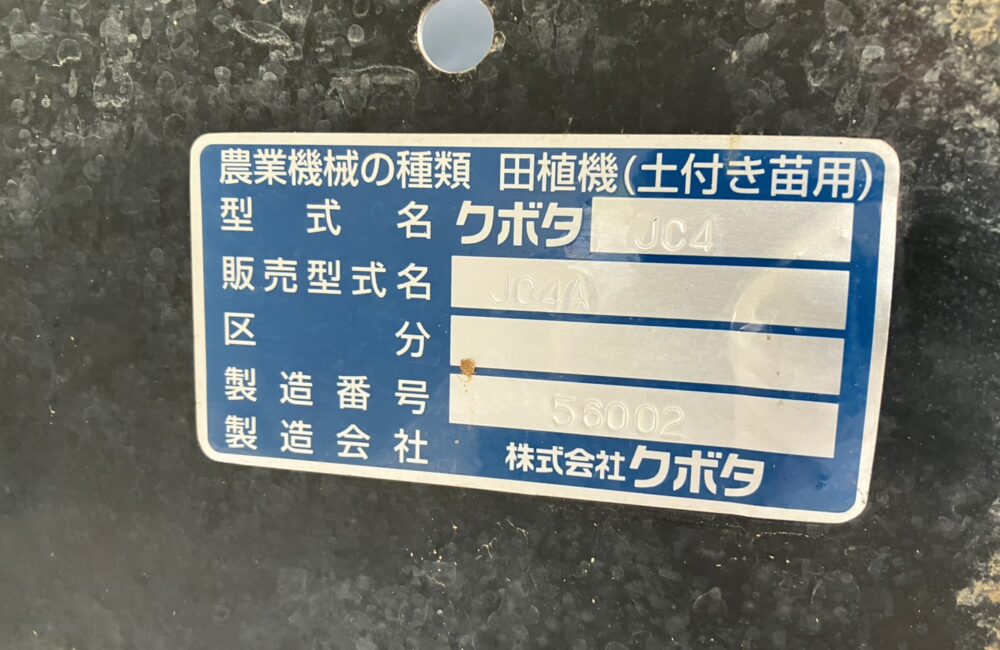 農業機械の種類 田植機(土付き苗用)
型式名 クボタ JC4
販売型式名 JC4A
区分
製造番号 56002
製造会社 株式会社クボタ